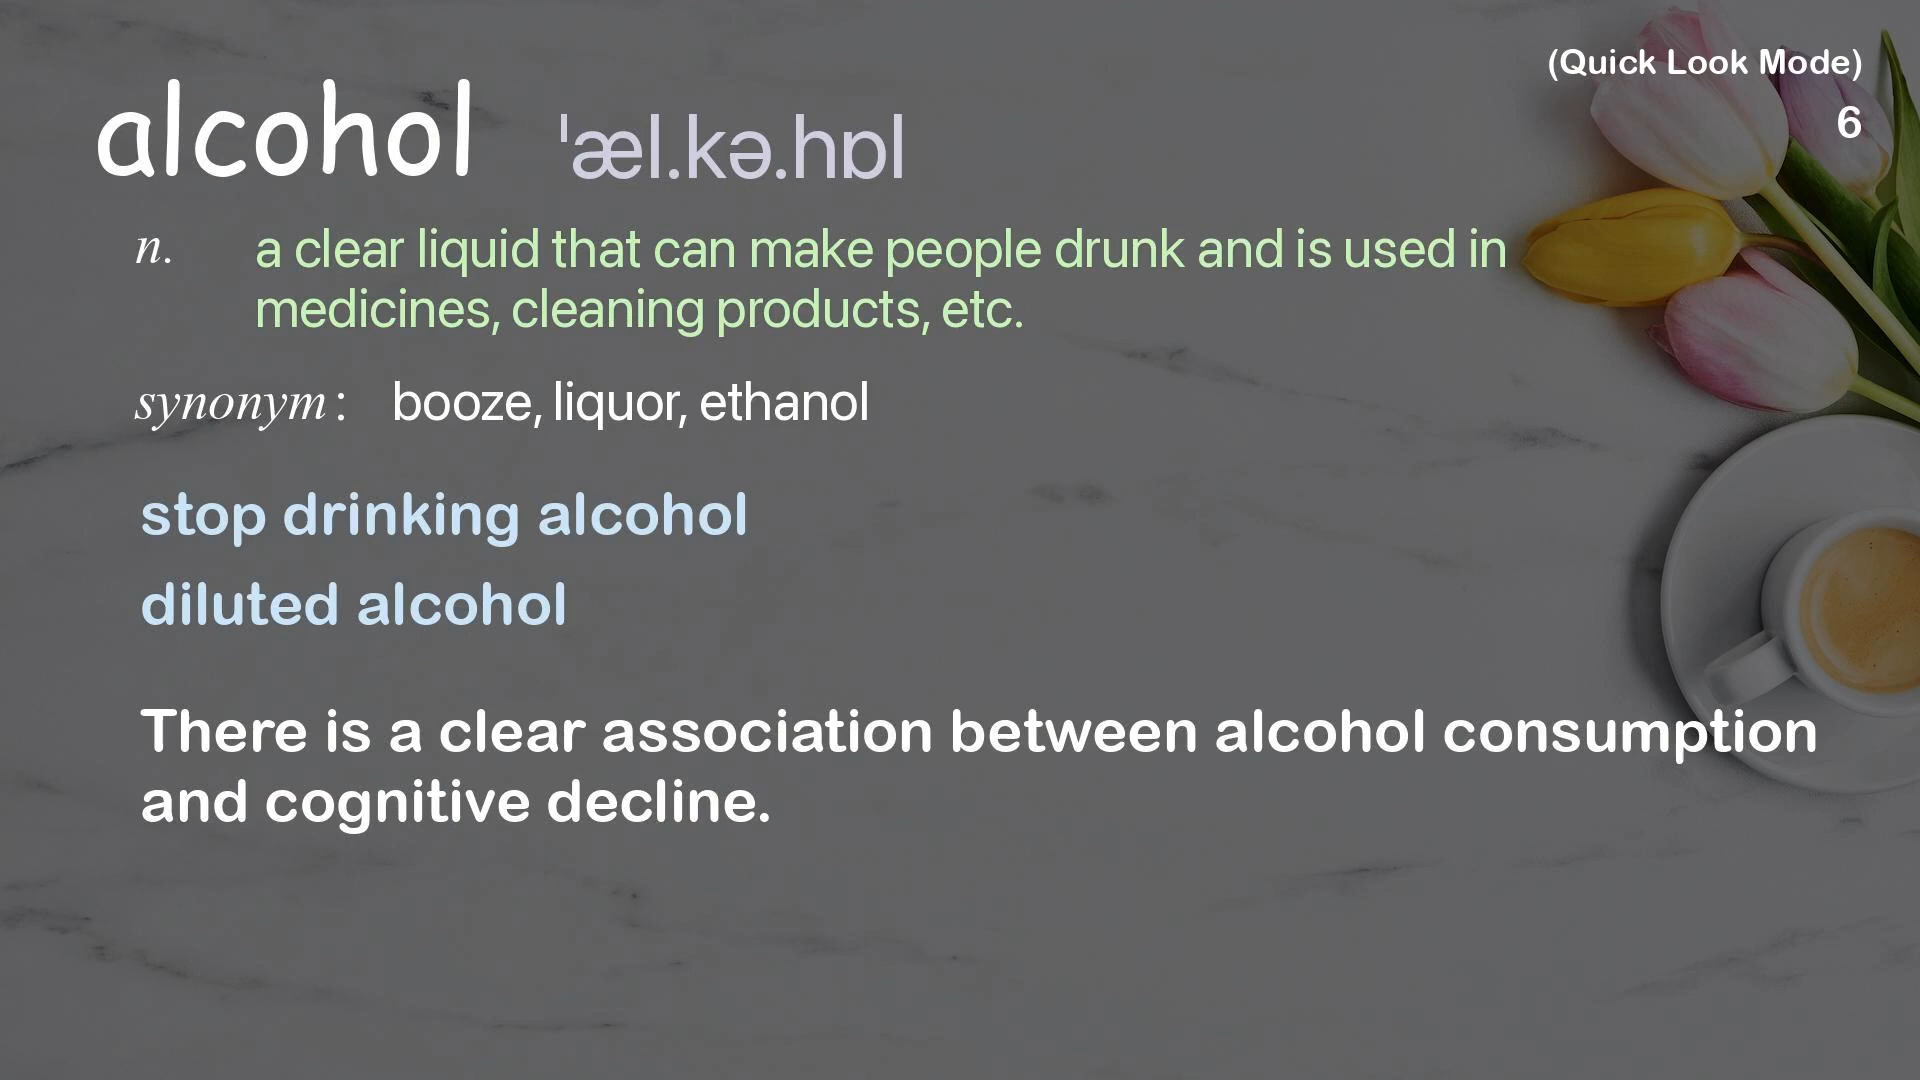 (Quick Look Mode)
6
alcohol ˈæl.kə.hɒl
n. a clear liquid that can make people drunk and is used in
medicines, cleaning products, etc.
synonym: booze, liquor, ethanol
stop drinking alcohol
diluted alcohol
There is a clear association between alcohol consumption
and cognitive decline.